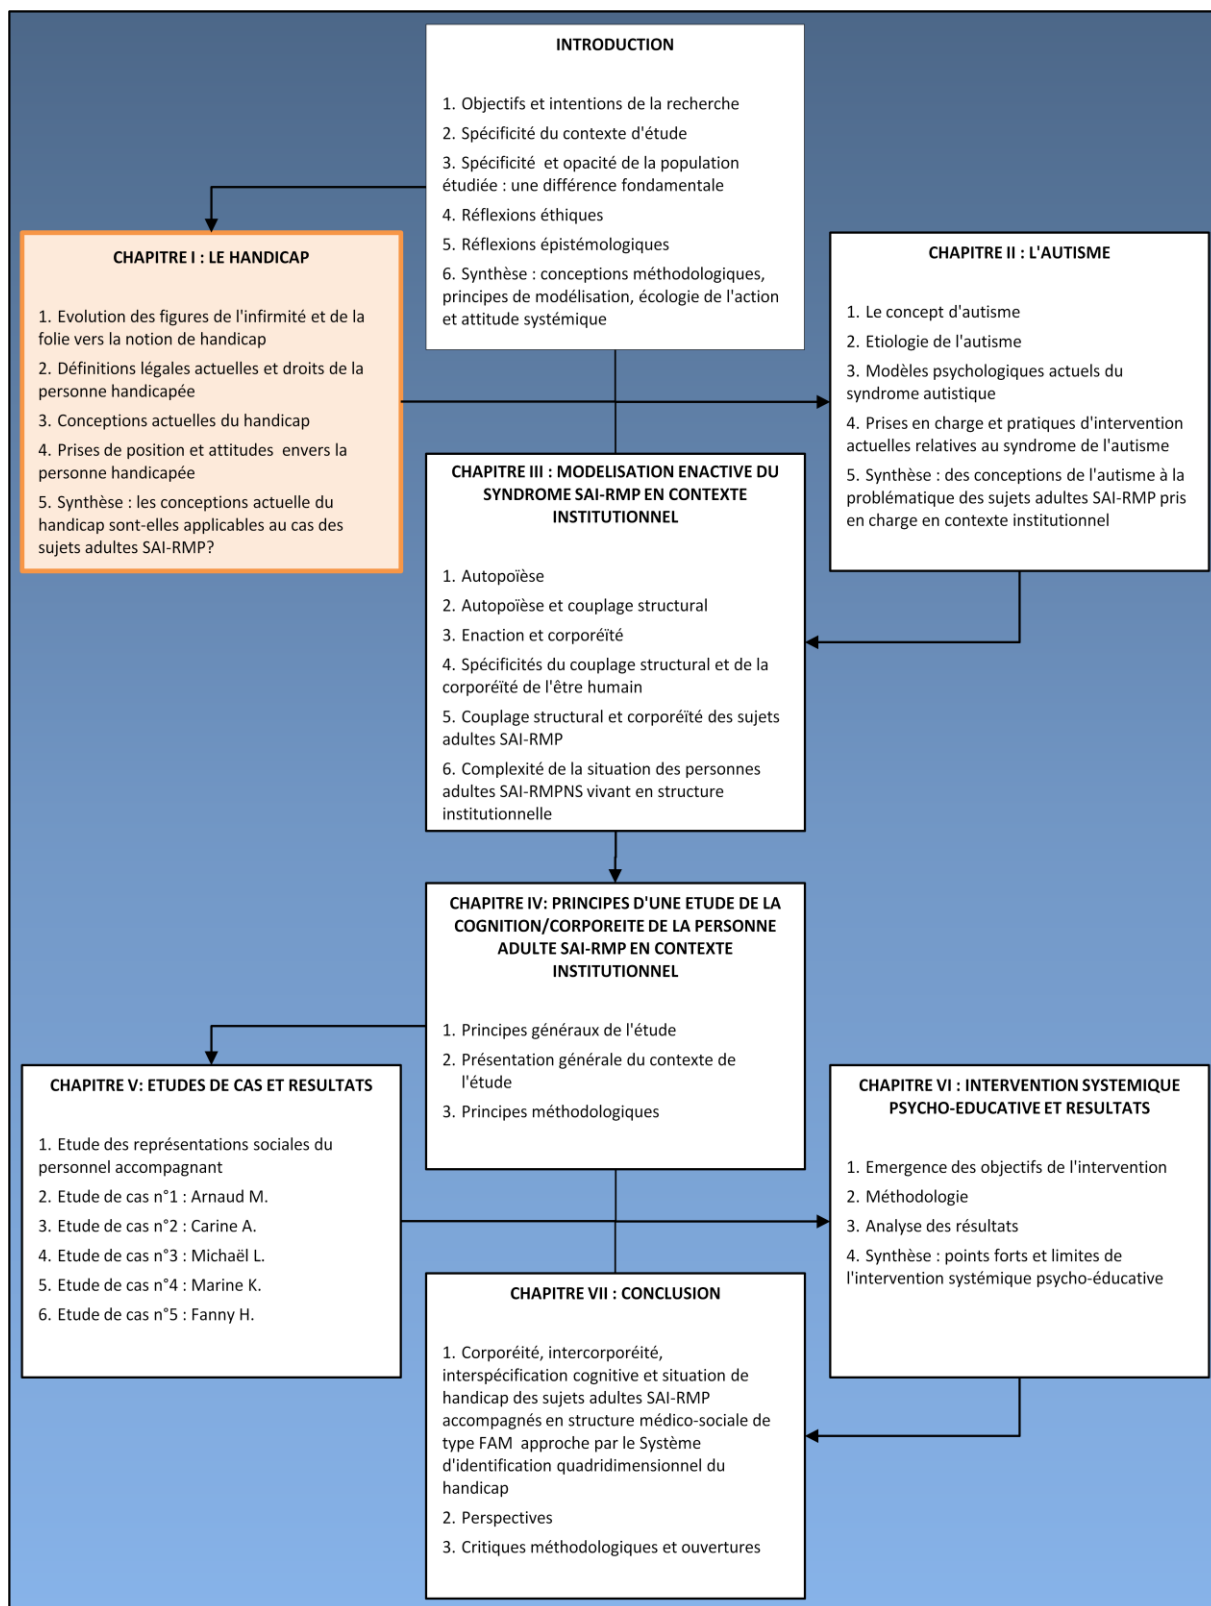 INTRODUCTION
1. Objectifs et intentions de la recherche
2. Spécificité du contexte d'étude
3. Spécificité et opacité de la population
étudiée : une différence fondamentale
4. Réflexions éthiques
5. Réflexions épistémologiques
6. Synthèse : conceptions méthodologiques,
principes de modélisation, écologie de l'action
et attitude systémique
CHAPITRE I : LE HANDICAP
1. Evolution des figures de l'infirmité et de la
folie vers la notion de handicap
2. Définitions légales actuelles et droits de la
personne handicapée
3. Conceptions actuelles du handicap
4. Prises de position et attitudes envers la
personne handicapée
5. Synthèse : les conceptions actuelle du
handicap sont-elles applicables au cas des
sujets adultes SAI-RMP?
CHAPITRE II : L'AUTISME
1. Le concept d'autisme
2. Etiologie de l'autisme
3. Modèles psychologiques actuels du
syndrome autistique
4. Prises en charge et pratiques d'intervention
actuelles relatives au syndrome de l'autisme
5. Synthèse : des conceptions de l'autisme à la
problématique des sujets adultes SAI-RMP pris
en charge en contexte institutionnel
CHAPITRE III : MODELISATION ENACTIVE DU
SYNDROME SAI-RMP EN CONTEXTE
INSTITUTIONNEL
1. Autopoïèse
2. Autopoïèse et couplage structural
3. Enaction et corporéïté
4. Spécificités du couplage structural et de la
corporéïté de l'être humain
5. Couplage structural et corporéïté des sujets
adultes SAI-RMP
6. Complexité de la situation des personnes
adultes SAI-RMPNS vivant en structure
institutionnelle
CHAPITRE IV: PRINCIPES D'UNE ETUDE DE LA
COGNITION/CORPOREITE DE LA PERSONNE
ADULTE SAI-RMP EN CONTEXTE
INSTITUTIONNEL
1. Principes généraux de l'étude
2. Présentation générale du contexte de
l'étude
3. Principes méthodologiques
CHAPITRE V: ETUDES DE CAS ET RESULTATS
1. Etude des représentations sociales du
personnel accompagnant
2. Etude de cas n°1 : Arnaud M.
3. Etude de cas n°2 : Carine A.
4. Etude de cas n°3 : Michaël L.
5. Etude de cas n°4 : Marine K.
6. Etude de cas n°5 : Fanny H.
CHAPITRE VI : INTERVENTION SYSTEMIQUE
PSYCHO-EDUCATIVE ET RESULTATS
1. Emergence des objectifs de l'intervention
2. Méthodologie
3. Analyse des résultats
4. Synthèse : points forts et limites de
l'intervention systémique psycho-éducative
CHAPITRE VII : CONCLUSION
1. Corporéité, intercorporéité,
interspécification cognitive et situation de
handicap des sujets adultes SAI-RMP
accompagnés en structure médico-sociale de
type FAM approche par le Système
d'identification quadridimensionnel du
handicap
2. Perspectives
3. Critiques méthodologiques et ouvertures